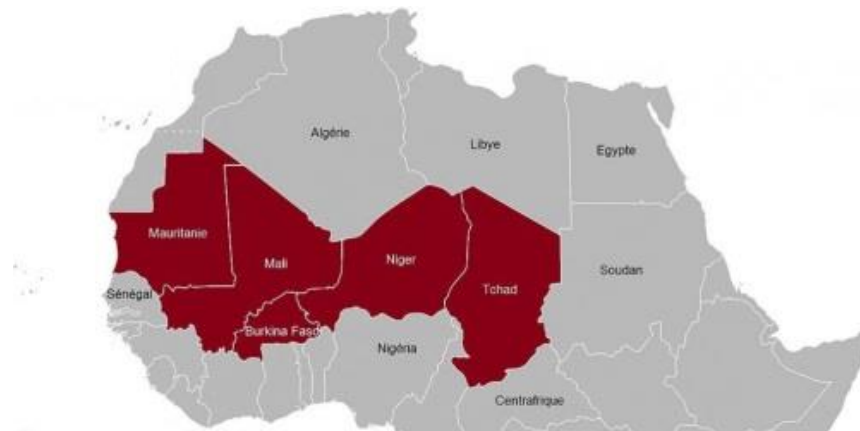 Algérie
Libye
Egypte
Mauritanie
Mali
Niger
Tchad
Soudan
Sénégal
Burkina Faso
Nigéria
Centrafrique